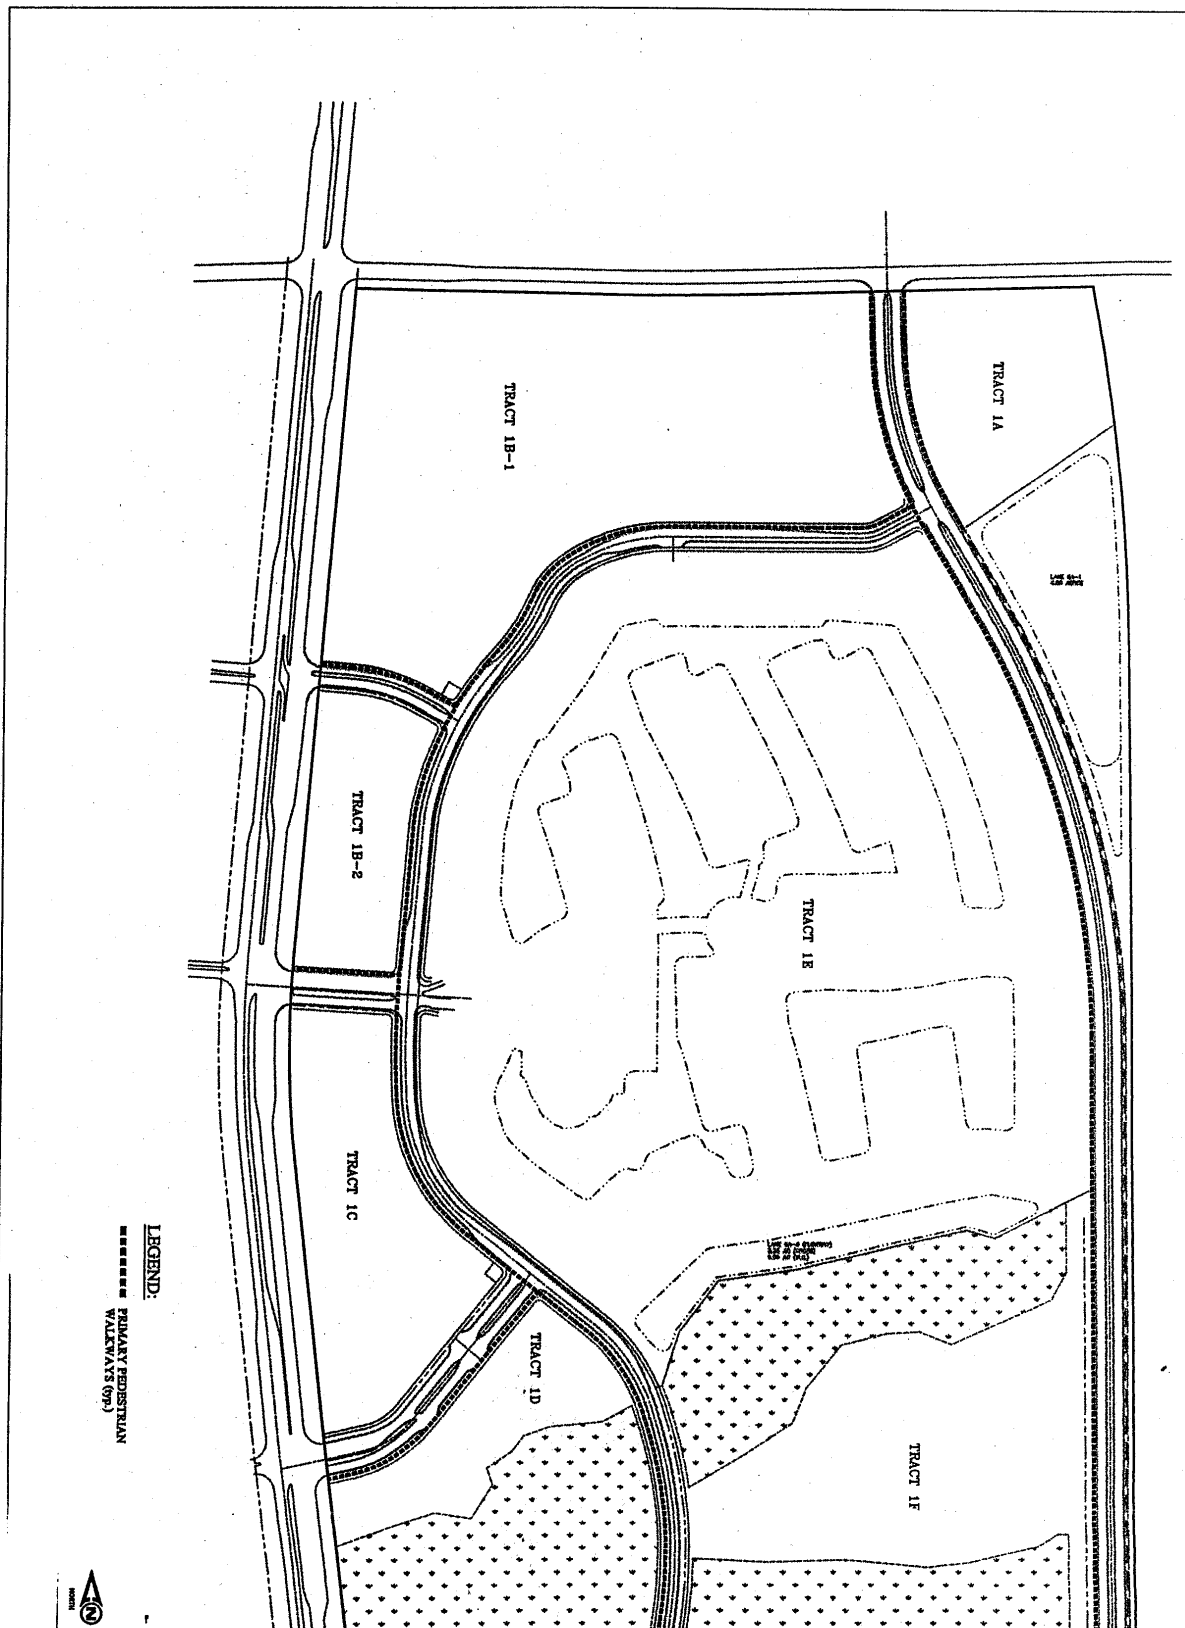 TRACT 1A
TRACT 1B-1
TRACT 1B-2
TRACT 1E
TRACT 1C
TRACT 1D
TRACT 1F
LEGEND:
PRIMARY PEDESTRIAN
WALKWAYS (typ.)
N
NORTH